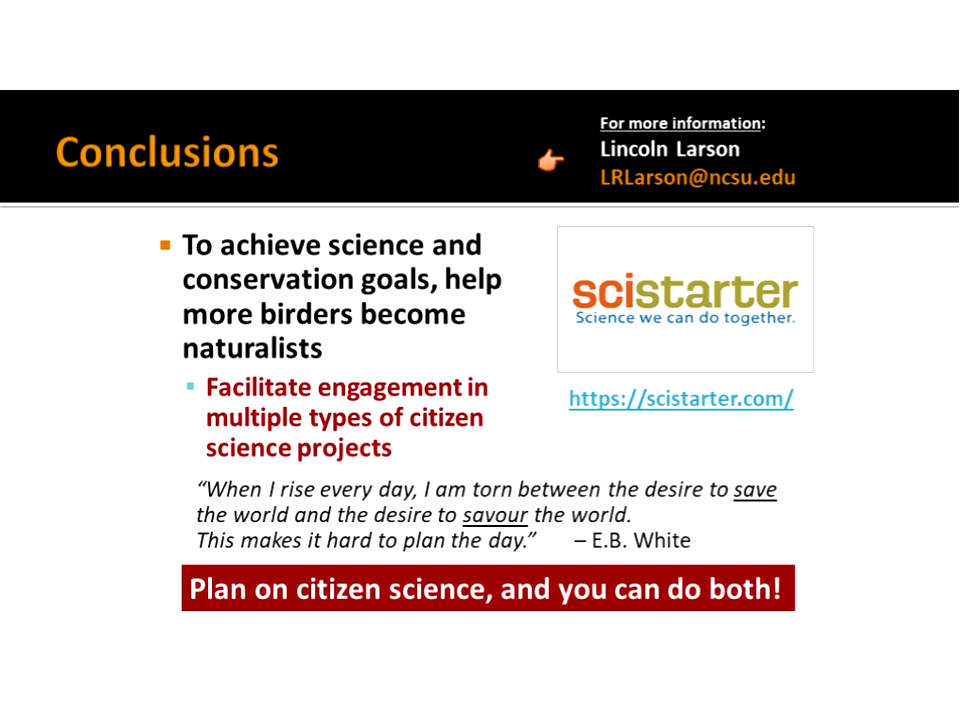 Conclusions
For more information:
Lincoln Larson
LRLarson@ncsu.edu
To achieve science and
conservation goals, help
more birders become
naturalists
Facilitate engagement in
multiple types of citizen
science projects
scistarter
Science we can do together.
https://scistarter.com/
“When I rise every day, I am torn between the desire to save
the world and the desire to savour the world.
This makes it hard to plan the day.” – E.B. White
Plan on citizen science, and you can do both!